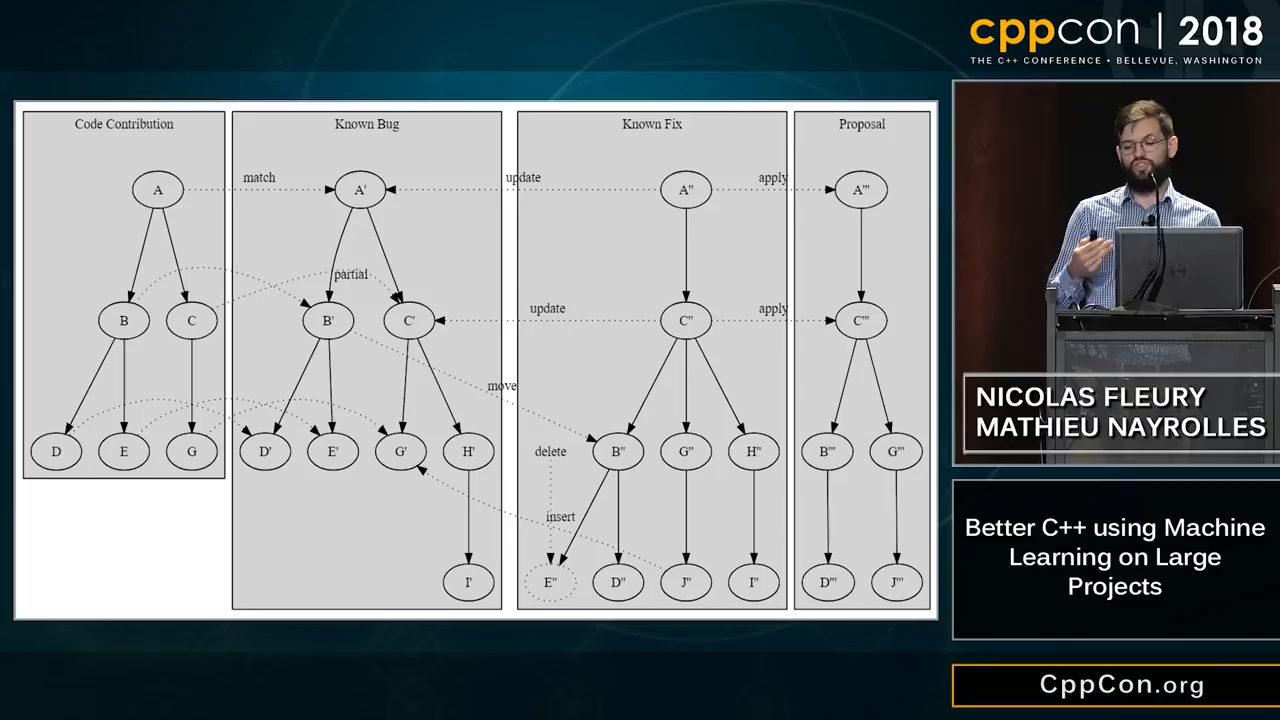 cppcon | 2018
THE C++ CONFERENCE • BELLEVUE, WASHINGTON
Code Contribution
Known Bug
Known Fix
Proposal
A
match
A'
update
A''
apply
A'''
partial
B
C
B'
C'
update
C''
apply
C'''
move
D
E
G
D'
E'
G'
H'
delete
B''
G''
H''
B'''
G'''
insert
I'
E''
D''
J''
I''
D'''
J'''
NICOLAS FLEURY
MATHIEU NAYROLLES
Better C++ using Machine
Learning on Large
Projects
CppCon.org